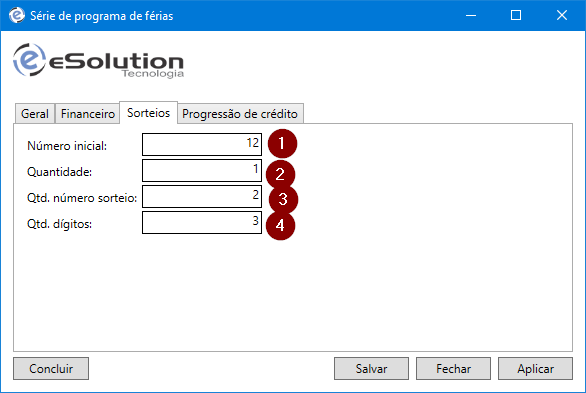 Série de programa de férias
eSolution
Tecnologia
Geral Financeiro Sorteios Progressão de crédito
Número inicial: 12 1
Quantidade: 1 2
Qtd. número sorteio: 2 3
Qtd. dígitos: 3 4
Concluir Salvar Fechar Aplicar